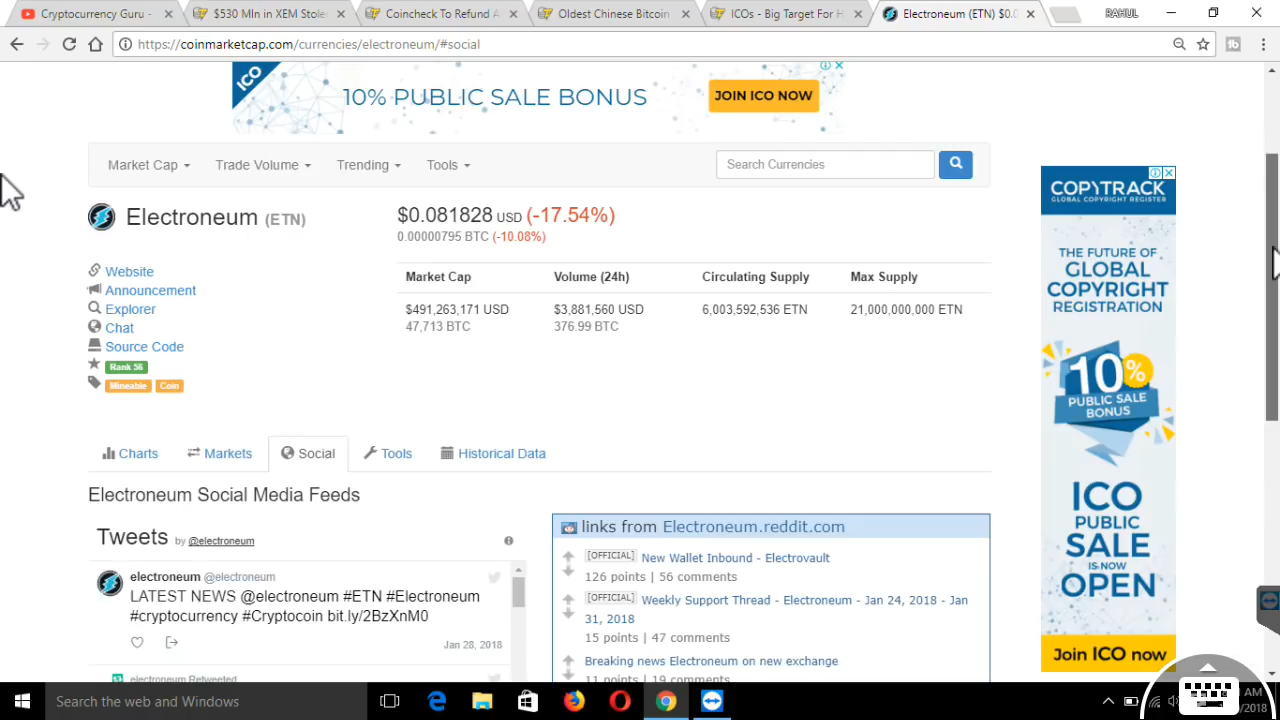 Cryptocurrency Guru -
$530 Mln in XEM Stole
Coincheck To Refund A
Oldest Chinese Bitcoin
ICOs - Big Target For H
Electroneum (ETN) $0.0
RAHUL
https://coinmarketcap.com/currencies/electroneum/#social
ICO
10% PUBLIC SALE BONUS
JOIN ICO NOW
Market Cap
Trade Volume
Trending
Tools
Search Currencies
Electroneum (ETN)
$0.081828 USD (-17.54%)
0.00000795 BTC (-10.08%)
Website
Announcement
Explorer
Chat
Source Code
Rank 56
Mineable Coin
Market Cap Volume (24h) Circulating Supply Max Supply
$491,263,171 USD $3,881,560 USD 6,003,592,536 ETN 21,000,000,000 ETN
47,713 BTC 376.99 BTC
Charts Markets Social Tools Historical Data
Electroneum Social Media Feeds
Tweets by @electroneum
electroneum @electroneum
LATEST NEWS @electroneum #ETN #Electroneum
#cryptocurrency #Cryptocoin bit.ly/2BzXnM0
Jan 28, 2018
electroneum Retweeted
links from Electroneum.reddit.com
[OFFICIAL] New Wallet Inbound - Electrovault
126 points | 56 comments
[OFFICIAL] Weekly Support Thread - Electroneum - Jan 24, 2018 - Jan
31, 2018
15 points | 47 comments
Breaking news Electroneum on new exchange
11 points | 19 comments
COPYTRACK
GLOBAL COPYRIGHT REGISTER
THE FUTURE OF
GLOBAL
COPYRIGHT
REGISTRATION
10%
PUBLIC SALE
BONUS
ICO
PUBLIC
SALE
IS NOW
OPEN
Join ICO now
Search the web and Windows
AM
/2018